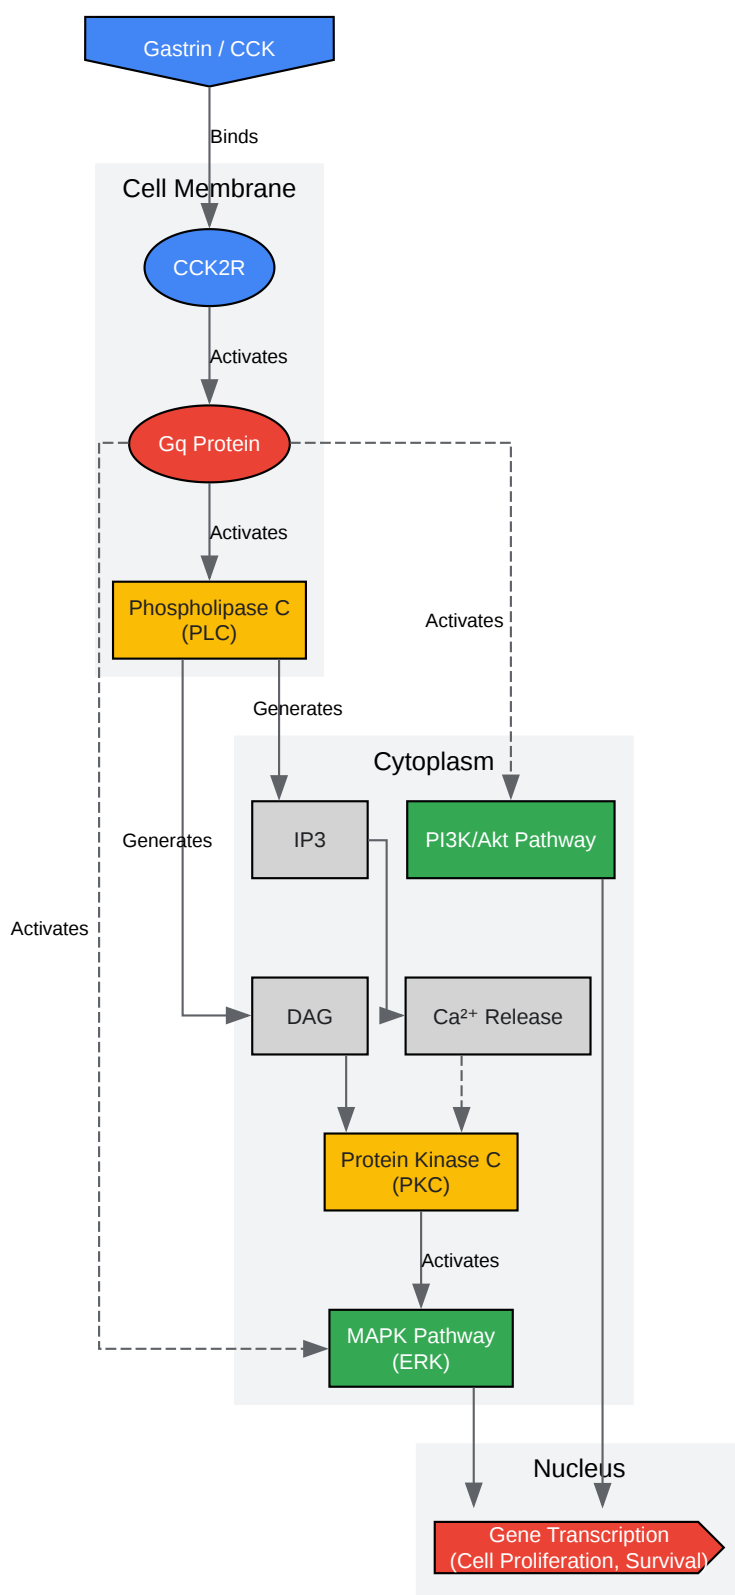 Gastrin / CCK
Binds
Cell Membrane
CCK2R
Activates
Gq Protein
Activates
Phospholipase C
(PLC)
Activates
Generates
Cytoplasm
IP3
PI3K/Akt Pathway
Generates
Activates
DAG
Ca²⁺ Release
Protein Kinase C
(PKC)
Activates
MAPK Pathway
(ERK)
Nucleus
Gene Transcription
(Cell Proliferation, Survival)